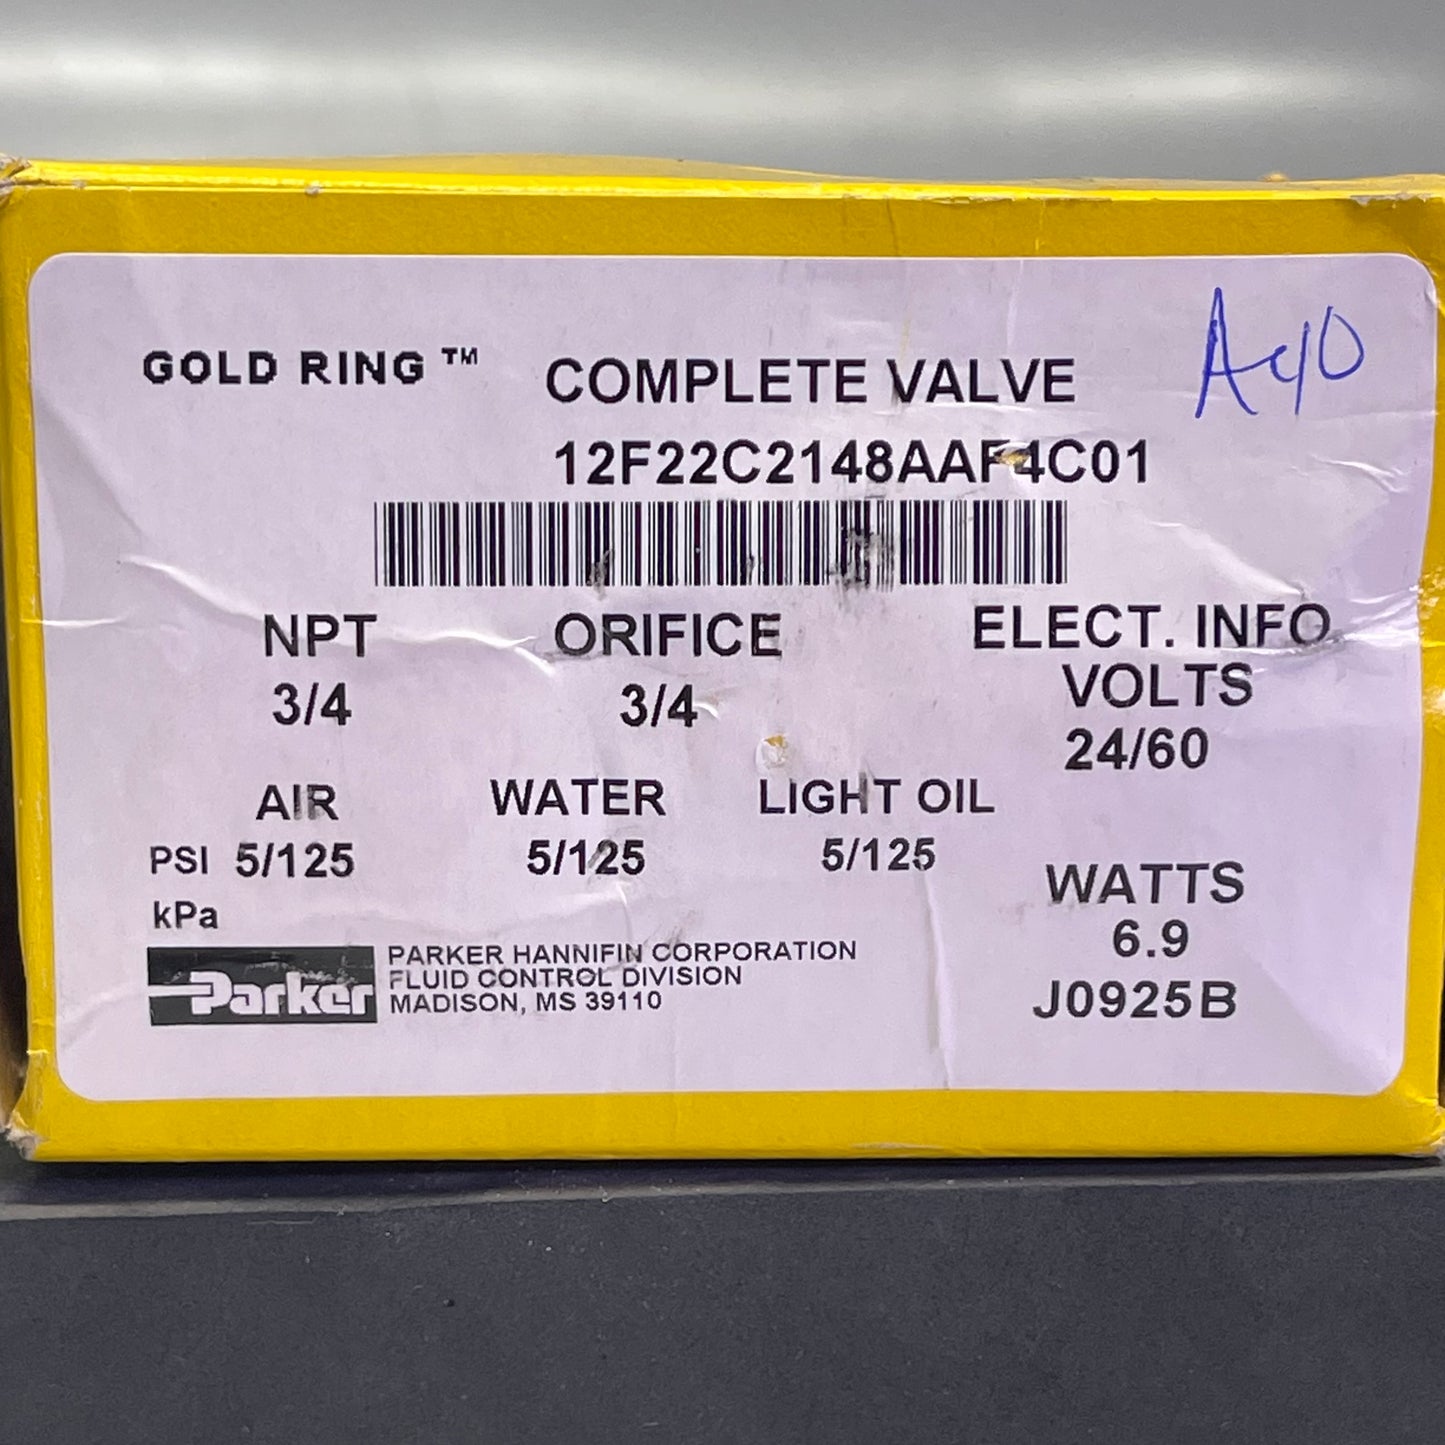 GOLD RING ™ COMPLETE VALVE
12F22C2148AAF4C01
NPT ORIFICE ELECT. INFO
3/4 3/4 VOLTS
24/60
AIR WATER LIGHT OIL
PSI 5/125 5/125 5/125
WATTS
kPa
6.9
Parker PARKER HANNIFIN CORPORATION
FLUID CONTROL DIVISION
MADISON, MS 39110
J0925B